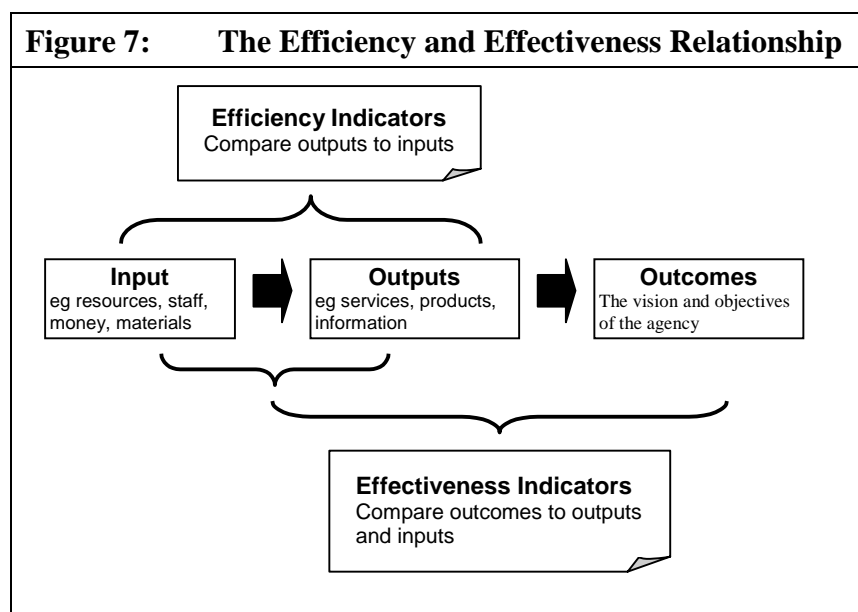 Figure 7: The Efficiency and Effectiveness Relationship
Efficiency Indicators
Compare outputs to inputs
Input
eg resources, staff,
money, materials
Outputs
eg services, products,
information
Outcomes
The vision and objectives
of the agency
Effectiveness Indicators
Compare outcomes to outputs
and inputs